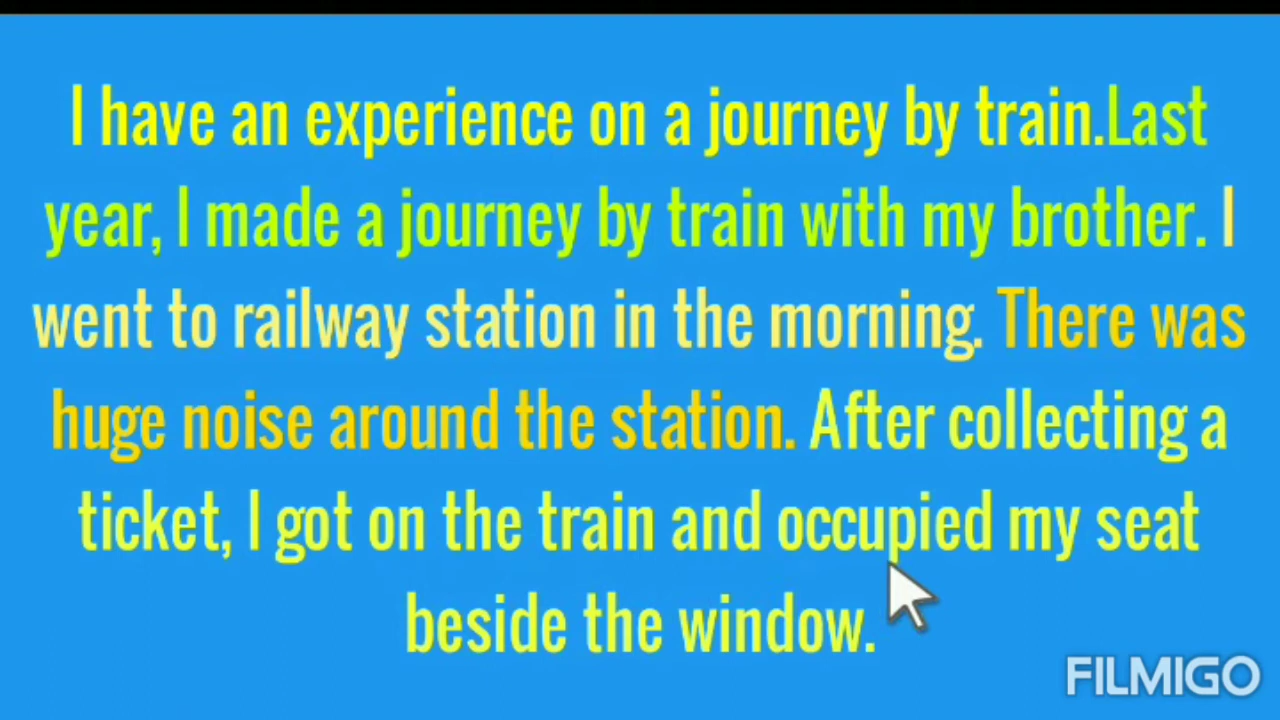 I have an experience on a journey by train.Last
year, I made a journey by train with my brother. I
went to railway station in the morning. There was
huge noise around the station. After collecting a
ticket, I got on the train and occupied my seat
beside the window.
FILMIGO